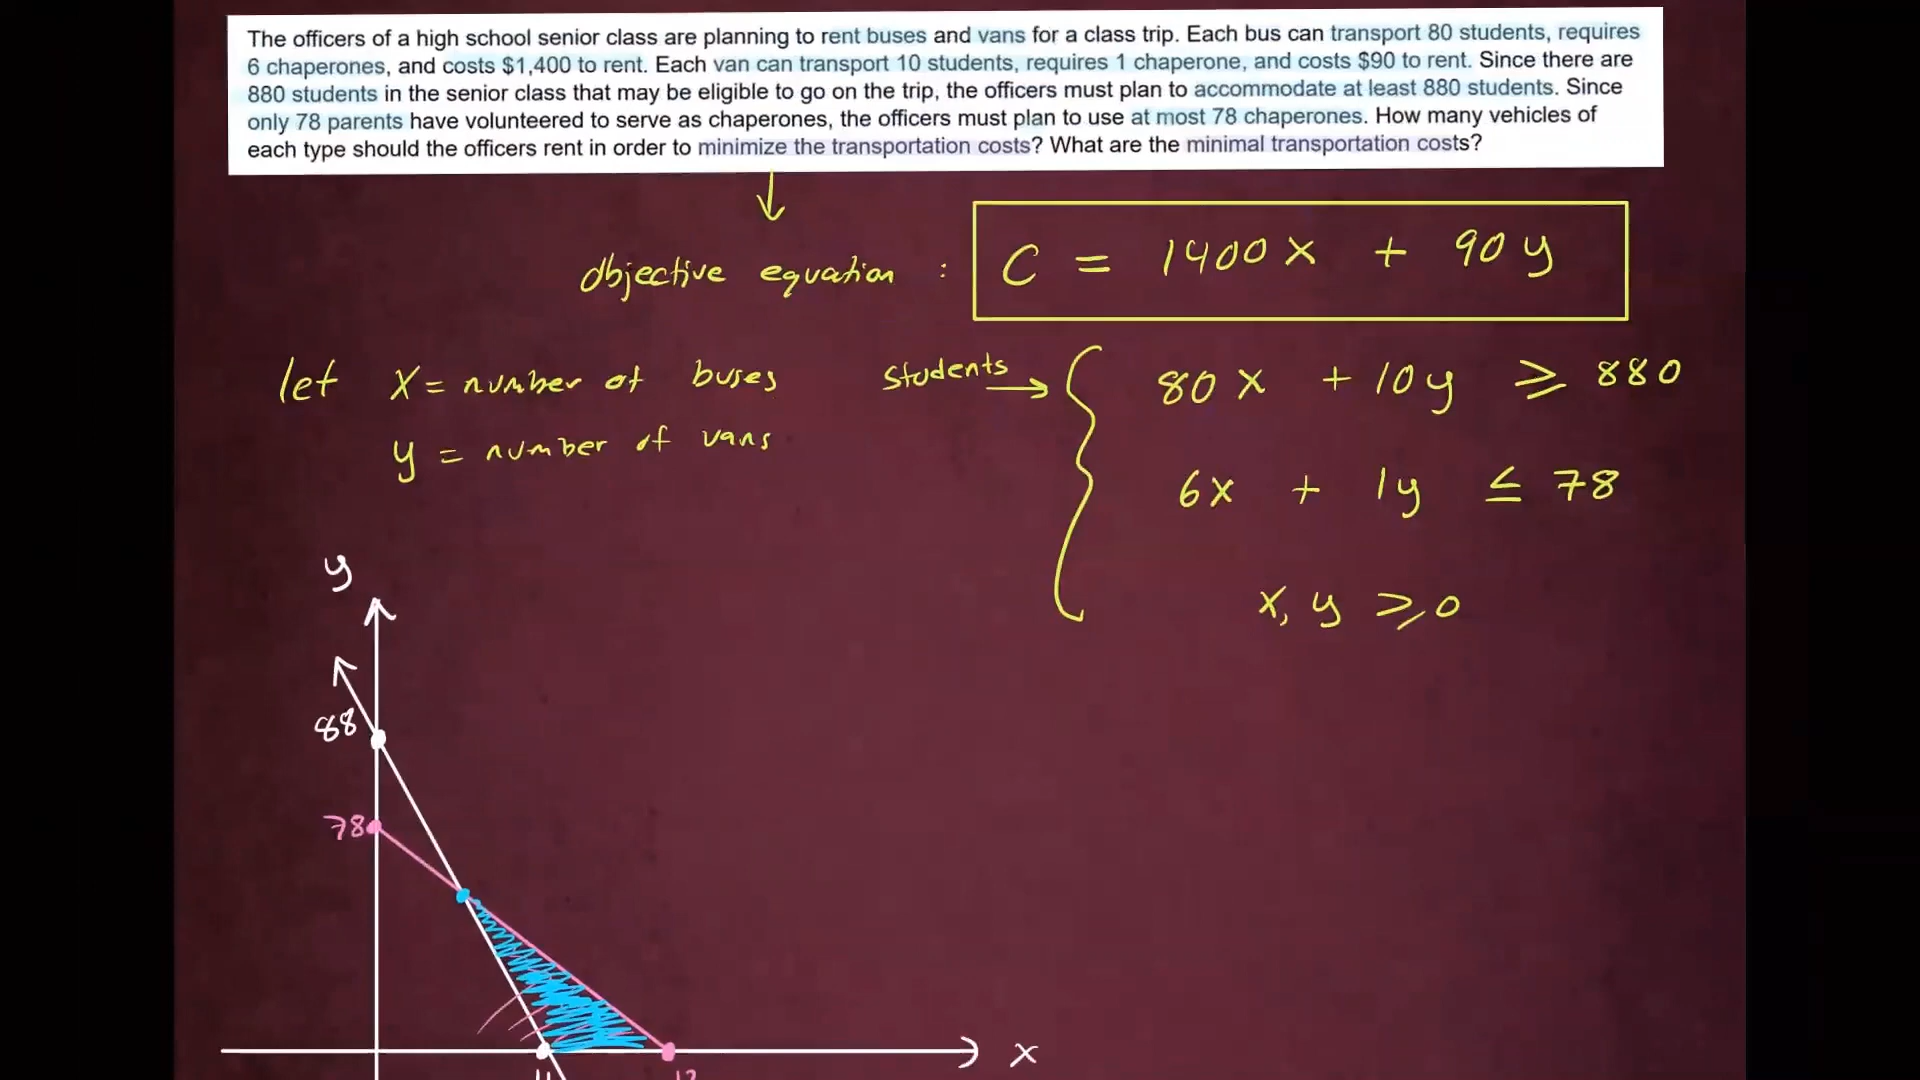 The officers of a high school senior class are planning to rent buses and vans for a class trip. Each bus can transport 80 students, requires
6 chaperones, and costs $1,400 to rent. Each van can transport 10 students, requires 1 chaperone, and costs $90 to rent. Since there are
880 students in the senior class that may be eligible to go on the trip, the officers must plan to accommodate at least 880 students. Since
only 78 parents have volunteered to serve as chaperones, the officers must plan to use at most 78 chaperones. How many vehicles of
each type should the officers rent in order to minimize the transportation costs? What are the minimal transportation costs?
objective equation : C = 1400x + 90y
let x = number of buses
students → 80x + 10y ≥ 880
y = number of vans
6x + 1y ≤ 78
x, y ≥ 0
y
88
78
x
11